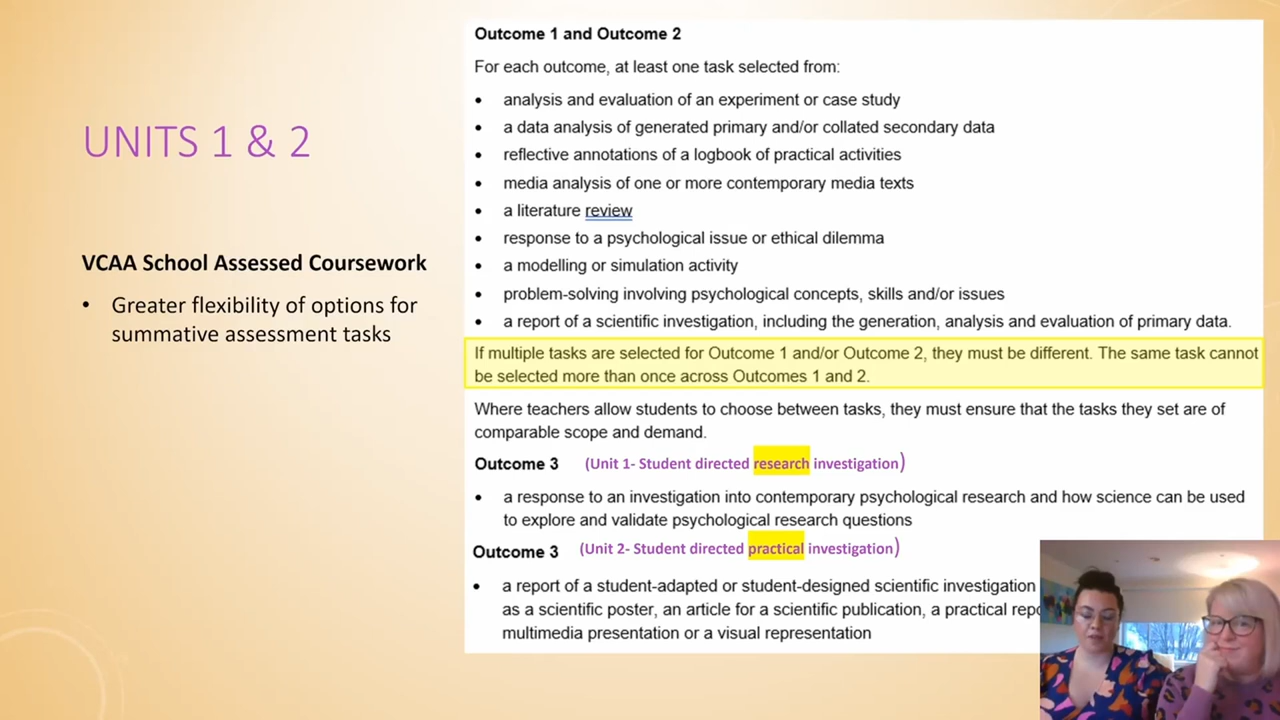 UNITS 1 & 2
VCAA School Assessed Coursework
• Greater flexibility of options for
summative assessment tasks
Outcome 1 and Outcome 2
For each outcome, at least one task selected from:
• analysis and evaluation of an experiment or case study
• a data analysis of generated primary and/or collated secondary data
• reflective annotations of a logbook of practical activities
• media analysis of one or more contemporary media texts
• a literature review
• response to a psychological issue or ethical dilemma
• a modelling or simulation activity
• problem-solving involving psychological concepts, skills and/or issues
• a report of a scientific investigation, including the generation, analysis and evaluation of primary data.
If multiple tasks are selected for Outcome 1 and/or Outcome 2, they must be different. The same task cannot
be selected more than once across Outcomes 1 and 2.
Where teachers allow students to choose between tasks, they must ensure that the tasks they set are of
comparable scope and demand.
Outcome 3 (Unit 1- Student directed research investigation)
• a response to an investigation into contemporary psychological research and how science can be used
to explore and validate psychological research questions
Outcome 3 (Unit 2- Student directed practical investigation)
• a report of a student-adapted or student-designed scientific investigation
as a scientific poster, an article for a scientific publication, a practical
multimedia presentation or a visual representation